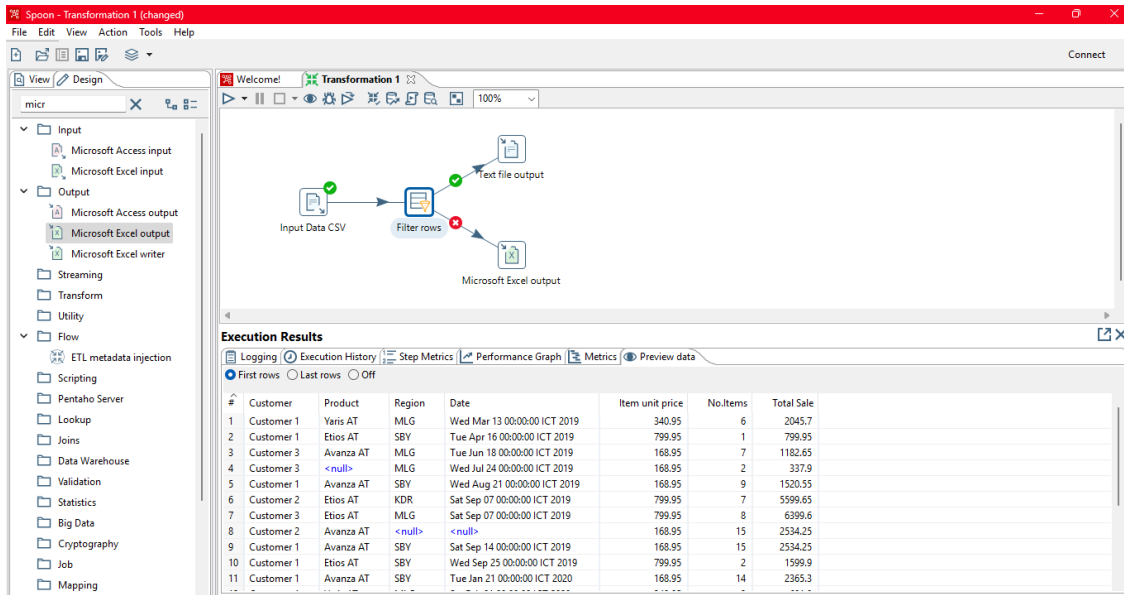 Spoon - Transformation 1 (changed)
File Edit View Action Tools Help
Connect
View Design
micr
Input
Microsoft Access input
Microsoft Excel input
Output
Microsoft Access output
Microsoft Excel output
Microsoft Excel writer
Streaming
Transform
Utility
Flow
ETL metadata injection
Scripting
Pentaho Server
Lookup
Joins
Data Warehouse
Validation
Statistics
Big Data
Cryptography
Job
Mapping
Welcome! Transformation 1
100%
Text file output
Input Data CSV
Filter rows
Microsoft Excel output
Execution Results
Logging Execution History Step Metrics Performance Graph Metrics Preview data
First rows Last rows Off
# Customer Product Region Date Item unit price No.Items Total Sale
1 Customer 1 Yaris AT MLG Wed Mar 13 00:00:00 ICT 2019 340.95 6 2045.7
2 Customer 1 Etios AT SBY Tue Apr 16 00:00:00 ICT 2019 799.95 1 799.95
3 Customer 3 Avanza AT MLG Tue Jun 18 00:00:00 ICT 2019 168.95 7 1182.65
4 Customer 3 <null> MLG Wed Jul 24 00:00:00 ICT 2019 168.95 2 337.9
5 Customer 1 Avanza AT SBY Wed Aug 21 00:00:00 ICT 2019 168.95 9 1520.55
6 Customer 2 Etios AT KDR Sat Sep 07 00:00:00 ICT 2019 799.95 7 5599.65
7 Customer 3 Etios AT MLG Sat Sep 07 00:00:00 ICT 2019 799.95 8 6399.6
8 Customer 2 Avanza AT <null> <null> 168.95 15 2534.25
9 Customer 1 Avanza AT SBY Sat Sep 14 00:00:00 ICT 2019 168.95 15 2534.25
10 Customer 1 Etios AT SBY Wed Sep 25 00:00:00 ICT 2019 799.95 2 1599.9
11 Customer 1 Avanza AT SBY Tue Jan 21 00:00:00 ICT 2020 168.95 14 2365.3